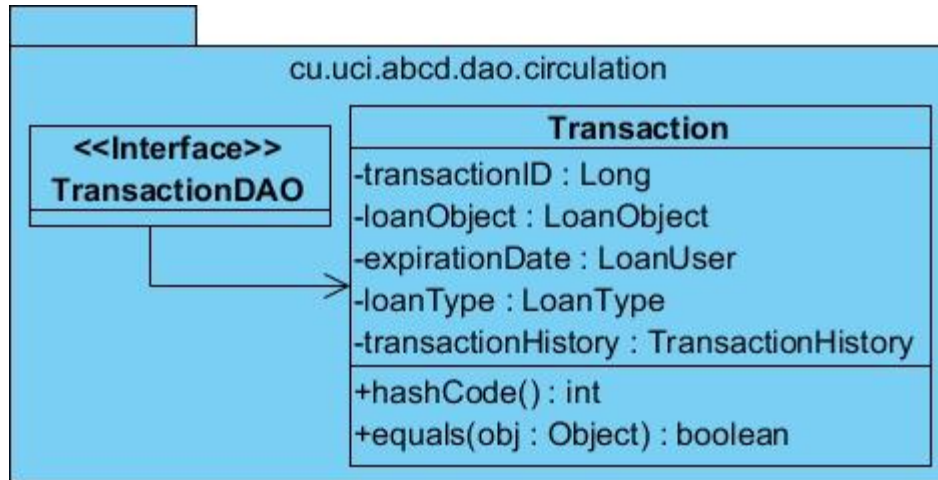 cu.uci.abcd.dao.circulation
<<Interface>>
TransactionDAO
Transaction
-transactionID : Long
-loanObject : LoanObject
-expirationDate : LoanUser
-loanType : LoanType
-transactionHistory : TransactionHistory
+hashCode() : int
+equals(obj : Object) : boolean